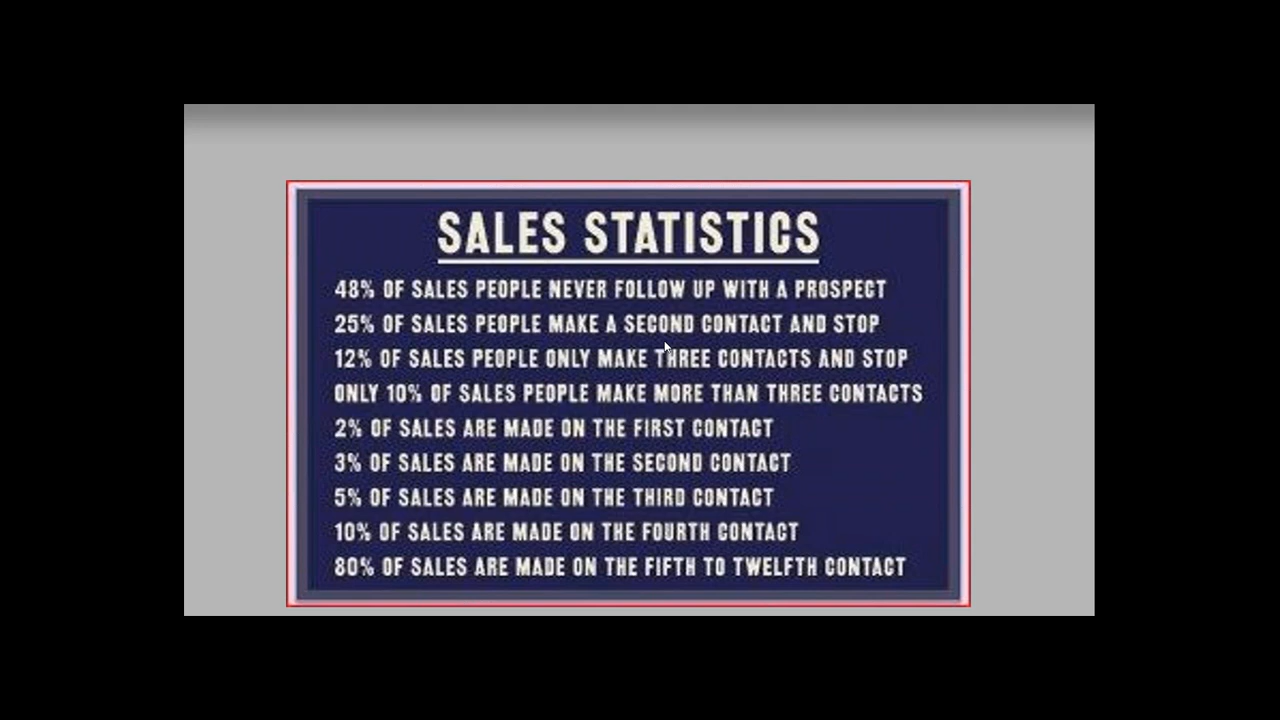 SALES STATISTICS
48% OF SALES PEOPLE NEVER FOLLOW UP WITH A PROSPECT
25% OF SALES PEOPLE MAKE A SECOND CONTACT AND STOP
12% OF SALES PEOPLE ONLY MAKE THREE CONTACTS AND STOP
ONLY 10% OF SALES PEOPLE MAKE MORE THAN THREE CONTACTS
2% OF SALES ARE MADE ON THE FIRST CONTACT
3% OF SALES ARE MADE ON THE SECOND CONTACT
5% OF SALES ARE MADE ON THE THIRD CONTACT
10% OF SALES ARE MADE ON THE FOURTH CONTACT
80% OF SALES ARE MADE ON THE FIFTH TO TWELFTH CONTACT